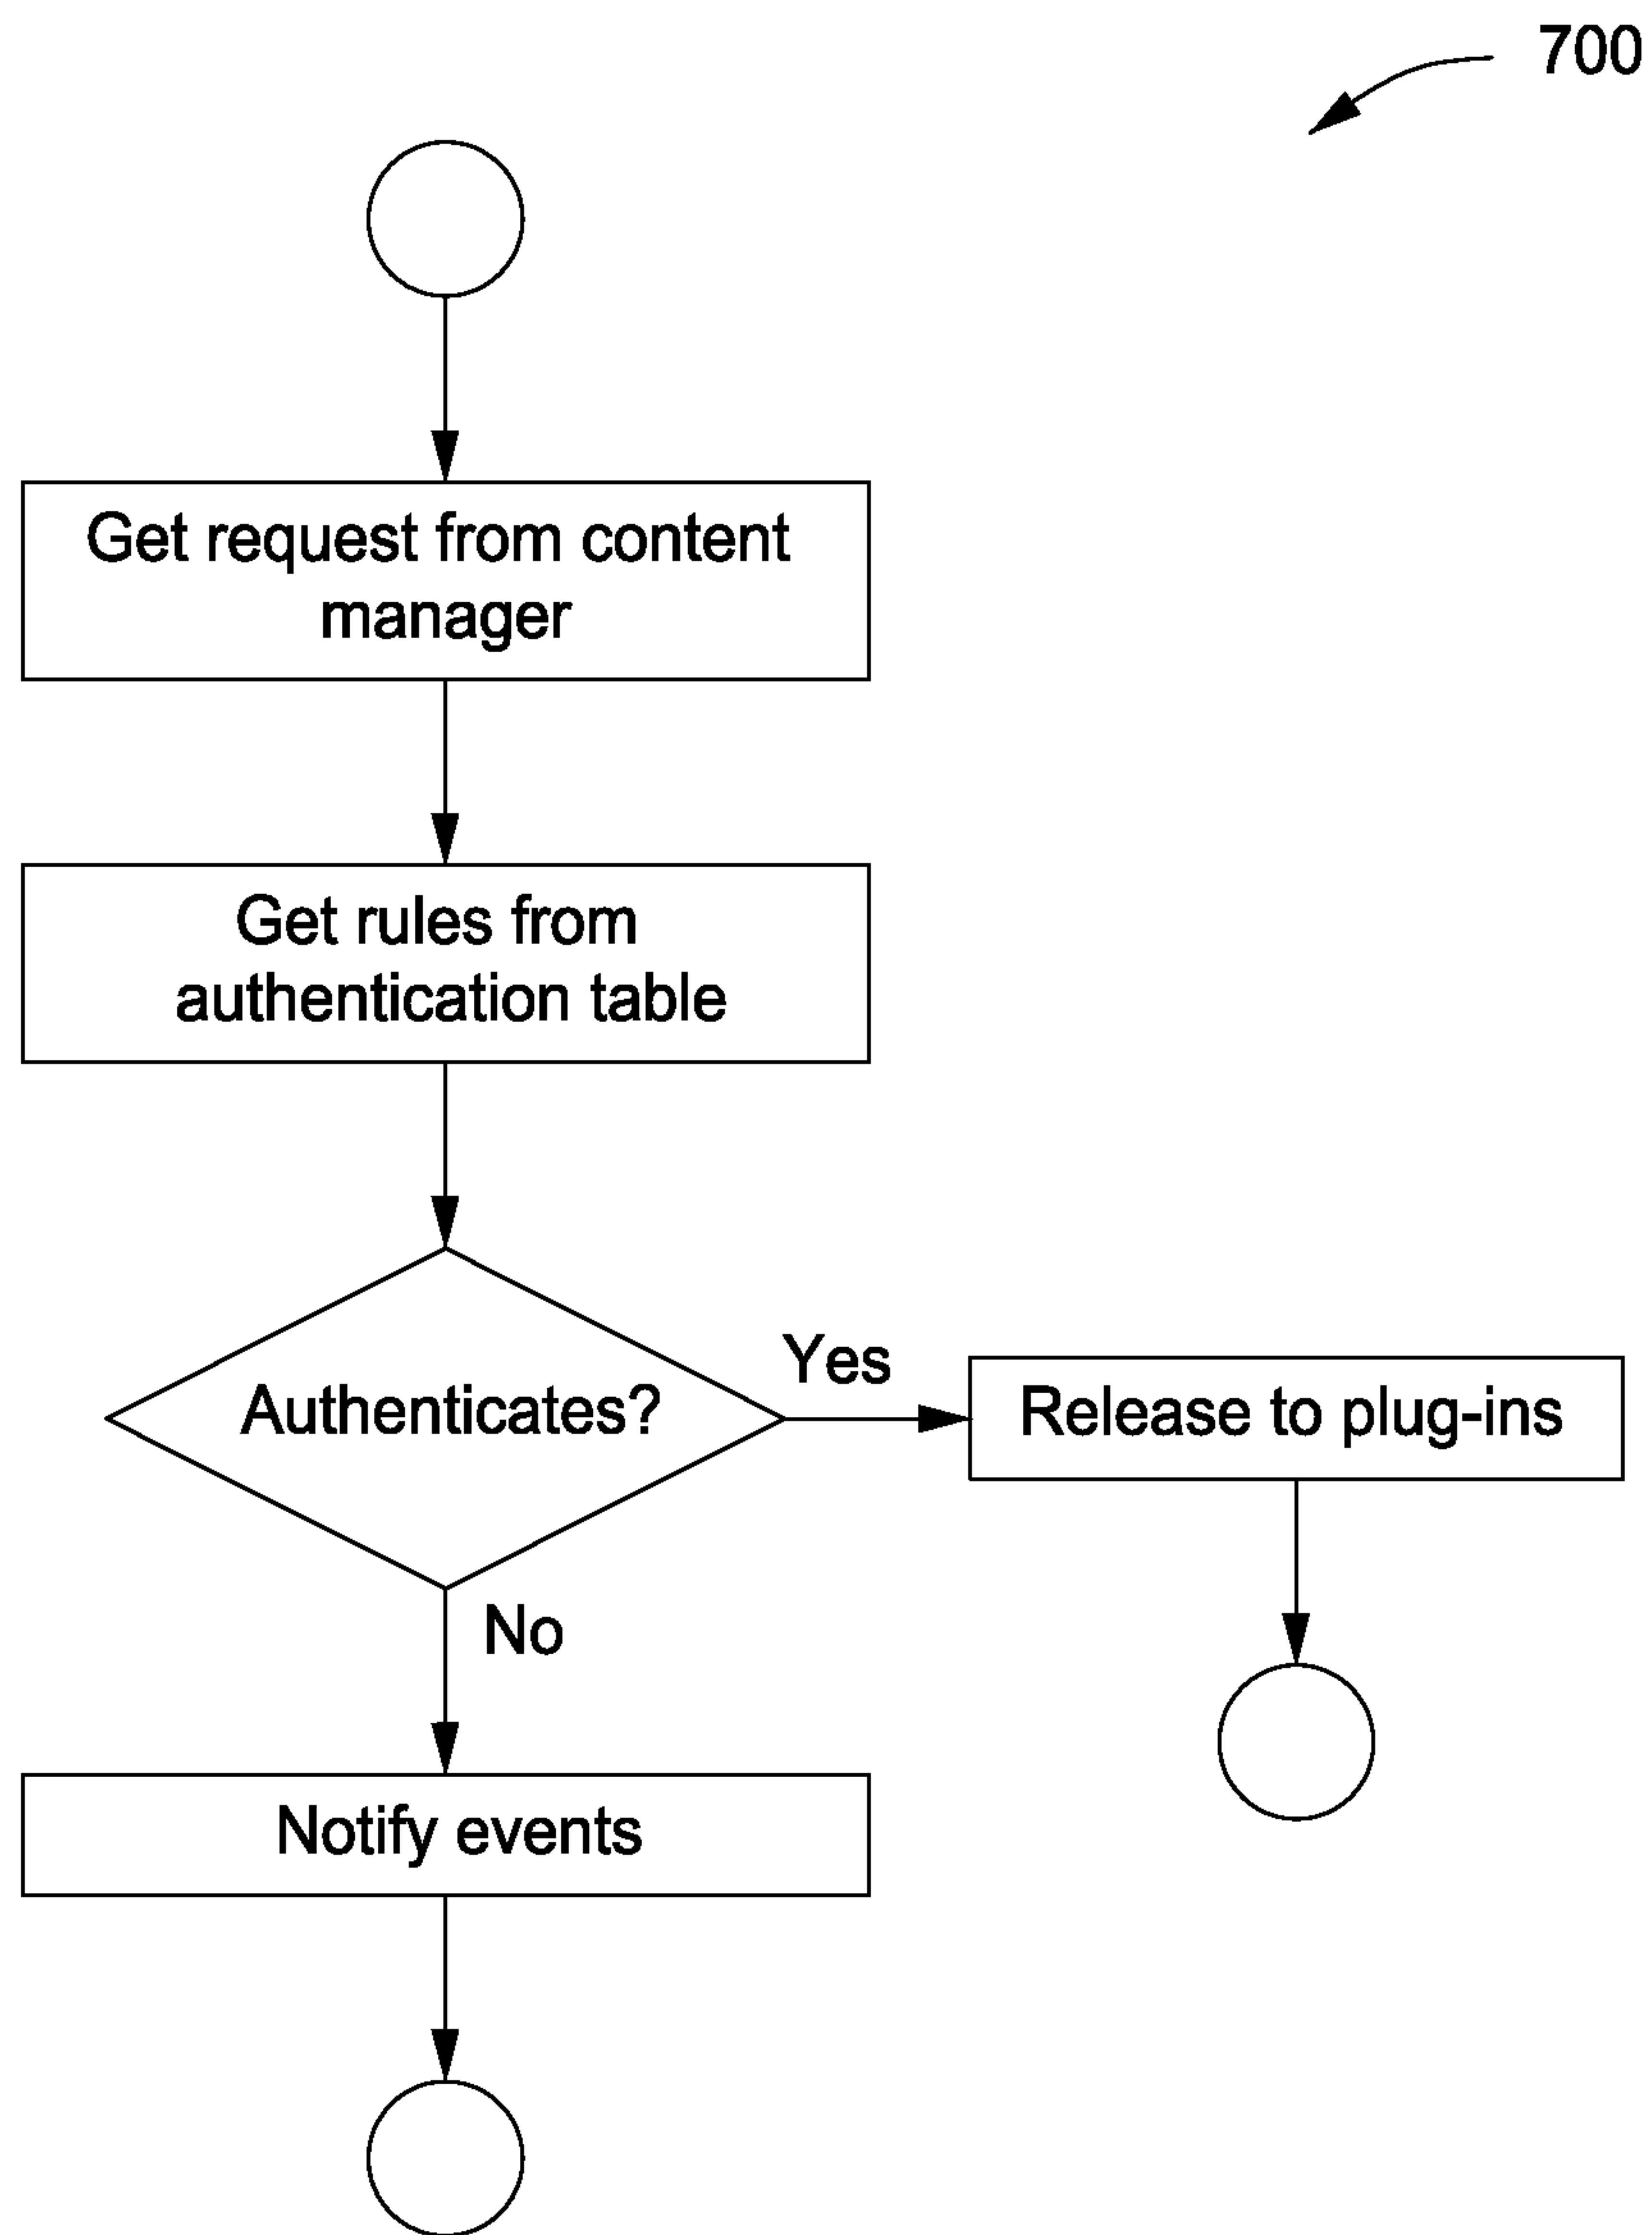 700
Get request from content
manager
Get rules from
authentication table
Authenticates?
Yes
Release to plug-ins
No
Notify events